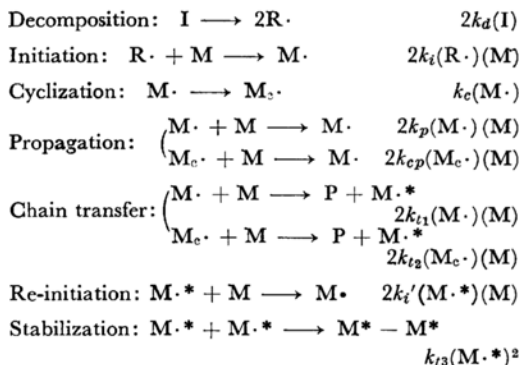 Decomposition: I ⟶ 2R· 2k_d(I)
Initiation: R· + M ⟶ M· 2k_i(R·)(M)
Cyclization: M· ⟶ M_c· k_c(M·)
Propagation: ( M· + M ⟶ M· 2k_p(M·)(M)
M_c· + M ⟶ M· 2k_cp(M_c·)(M)
Chain transfer: ( M· + M ⟶ P + M·*
2k_t1(M·)(M)
M_c· + M ⟶ P + M·*
2k_t2(M_c·)(M)
Re-initiation: M·* + M ⟶ M• 2k_i′(M·*)(M)
Stabilization: M·* + M·* ⟶ M* − M*
k_t3(M·*)²